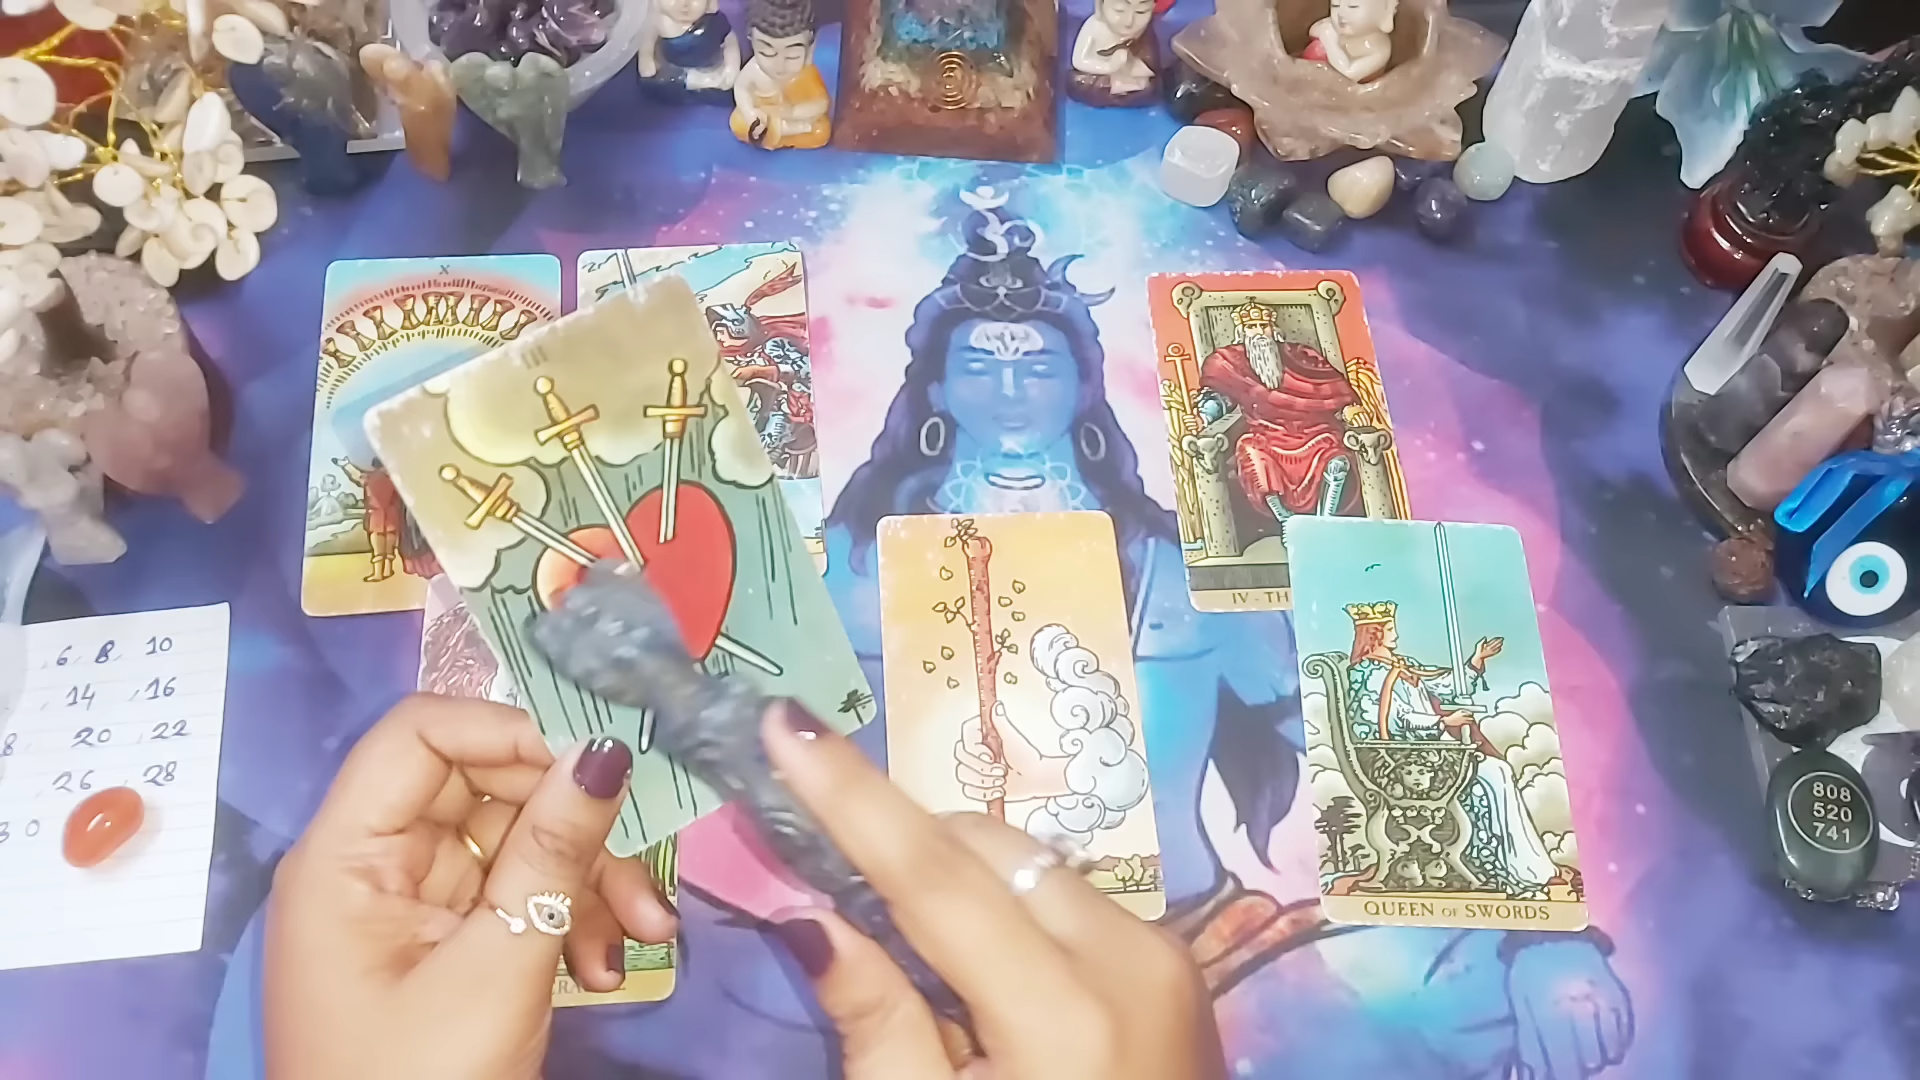 X
III
IV - TH
QUEEN OF SWORDS
, 6, 8, 10
14 , 16
8, 20 , 22
26 , 28
30
808
520
741